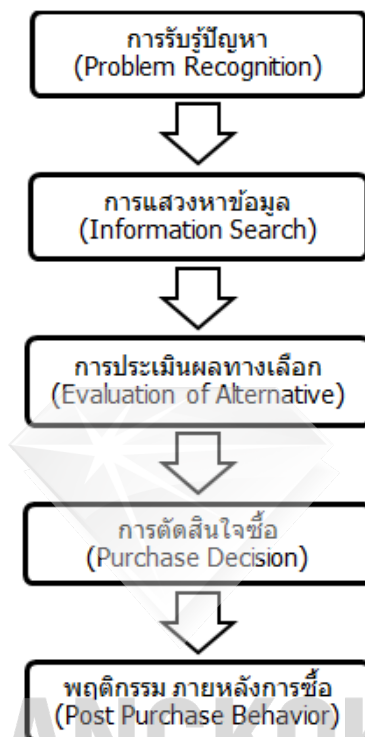 การรับรู้ปัญหา
(Problem Recognition)
การแสวงหาข้อมูล
(Information Search)
การประเมินผลทางเลือก
(Evaluation of Alternative)
การตัดสินใจซื้อ
(Purchase Decision)
พฤติกรรม ภายหลังการซื้อ
(Post Purchase Behavior)